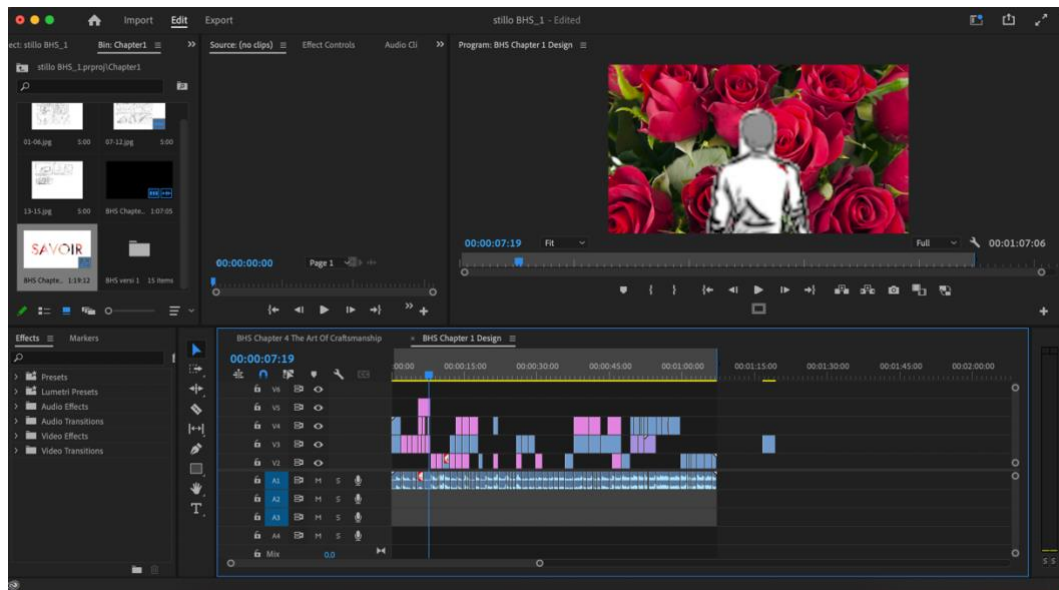 Import Edit Export
stillo BHS_1 - Edited
ect: stillo BHS_1
Bin: Chapter1
Source: (no clips)
Effect Controls
Audio Cli
Program: BHS Chapter 1 Design
stillo BHS_1.prproj\Chapter1
01-06.jpg 5:00
07-12.jpg 5:00
13-15.jpg 5:00
BHS Chapte... 1:07:05
SAVOIR
BHS Chapte... 1:19:12
BHS versi 1 15 items
00:00:00:00
Page 1
00:00:07:19
Fit
Full
00:01:07:06
Effects
Markers
Presets
Lumetri Presets
Audio Effects
Audio Transitions
Video Effects
Video Transitions
BHS Chapter 4 The Art Of Craftsmanship
× BHS Chapter 1 Design
00:00:07:19
:00:00 00:00:15:00 00:00:30:00 00:00:45:00 00:01:00:00 00:01:15:00 00:01:30:00 00:01:45:00 00:02:00:00
V6
V5
V4
V3
V2
A1 M S
A2 M S
A3 M S
A4 M S
Mix 0.0
S S